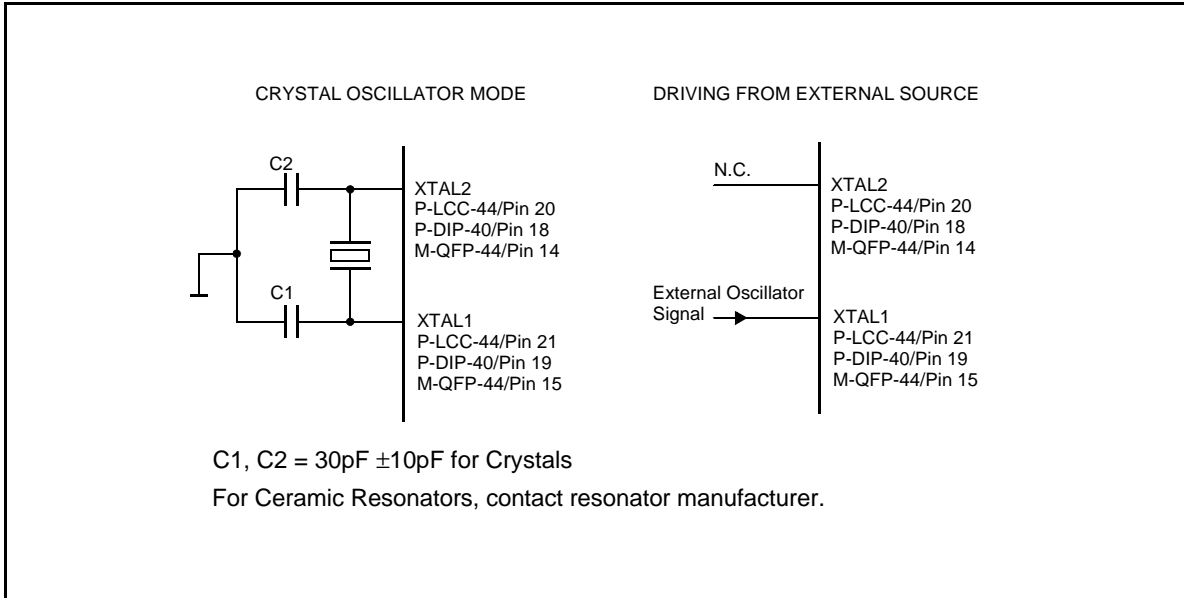 CRYSTAL OSCILLATOR MODE
C2
XTAL2
P-LCC-44/Pin 20
P-DIP-40/Pin 18
M-QFP-44/Pin 14
C1
XTAL1
P-LCC-44/Pin 21
P-DIP-40/Pin 19
M-QFP-44/Pin 15
DRIVING FROM EXTERNAL SOURCE
N.C.
XTAL2
P-LCC-44/Pin 20
P-DIP-40/Pin 18
M-QFP-44/Pin 14
External Oscillator
Signal
XTAL1
P-LCC-44/Pin 21
P-DIP-40/Pin 19
M-QFP-44/Pin 15
C1, C2 = 30pF ±10pF for Crystals
For Ceramic Resonators, contact resonator manufacturer.